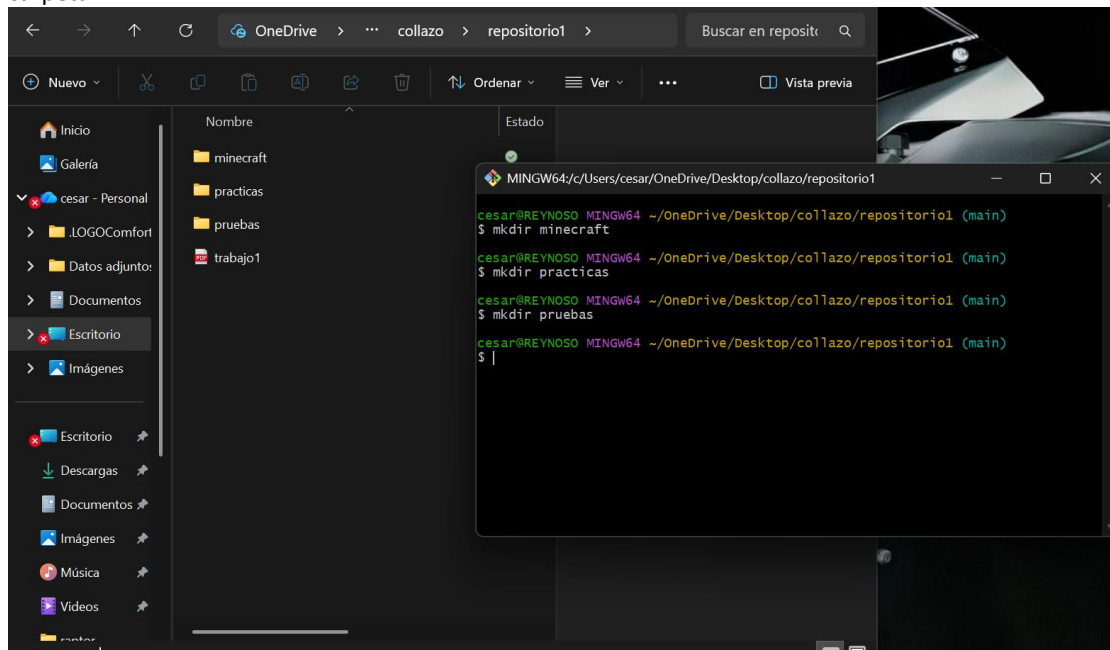 OneDrive > ... collazo > repositorio1 >
Buscar en reposit
Nuevo
Ordenar
Ver
...
Vista previa
Inicio
Galería
cesar - Personal
.LOGOComfort
Datos adjuntos
Documentos
Escritorio
Imágenes
Escritorio
Descargas
Documentos
Imágenes
Música
Videos
Nombre
Estado
minecraft
practicas
pruebas
PDF
trabajo1
MINGW64:/c/Users/cesar/OneDrive/Desktop/collazo/repositorio1
cesar@REYNOSO MINGW64 ~/OneDrive/Desktop/collazo/repositorio1 (main)
$ mkdir minecraft
cesar@REYNOSO MINGW64 ~/OneDrive/Desktop/collazo/repositorio1 (main)
$ mkdir practicas
cesar@REYNOSO MINGW64 ~/OneDrive/Desktop/collazo/repositorio1 (main)
$ mkdir pruebas
cesar@REYNOSO MINGW64 ~/OneDrive/Desktop/collazo/repositorio1 (main)
$